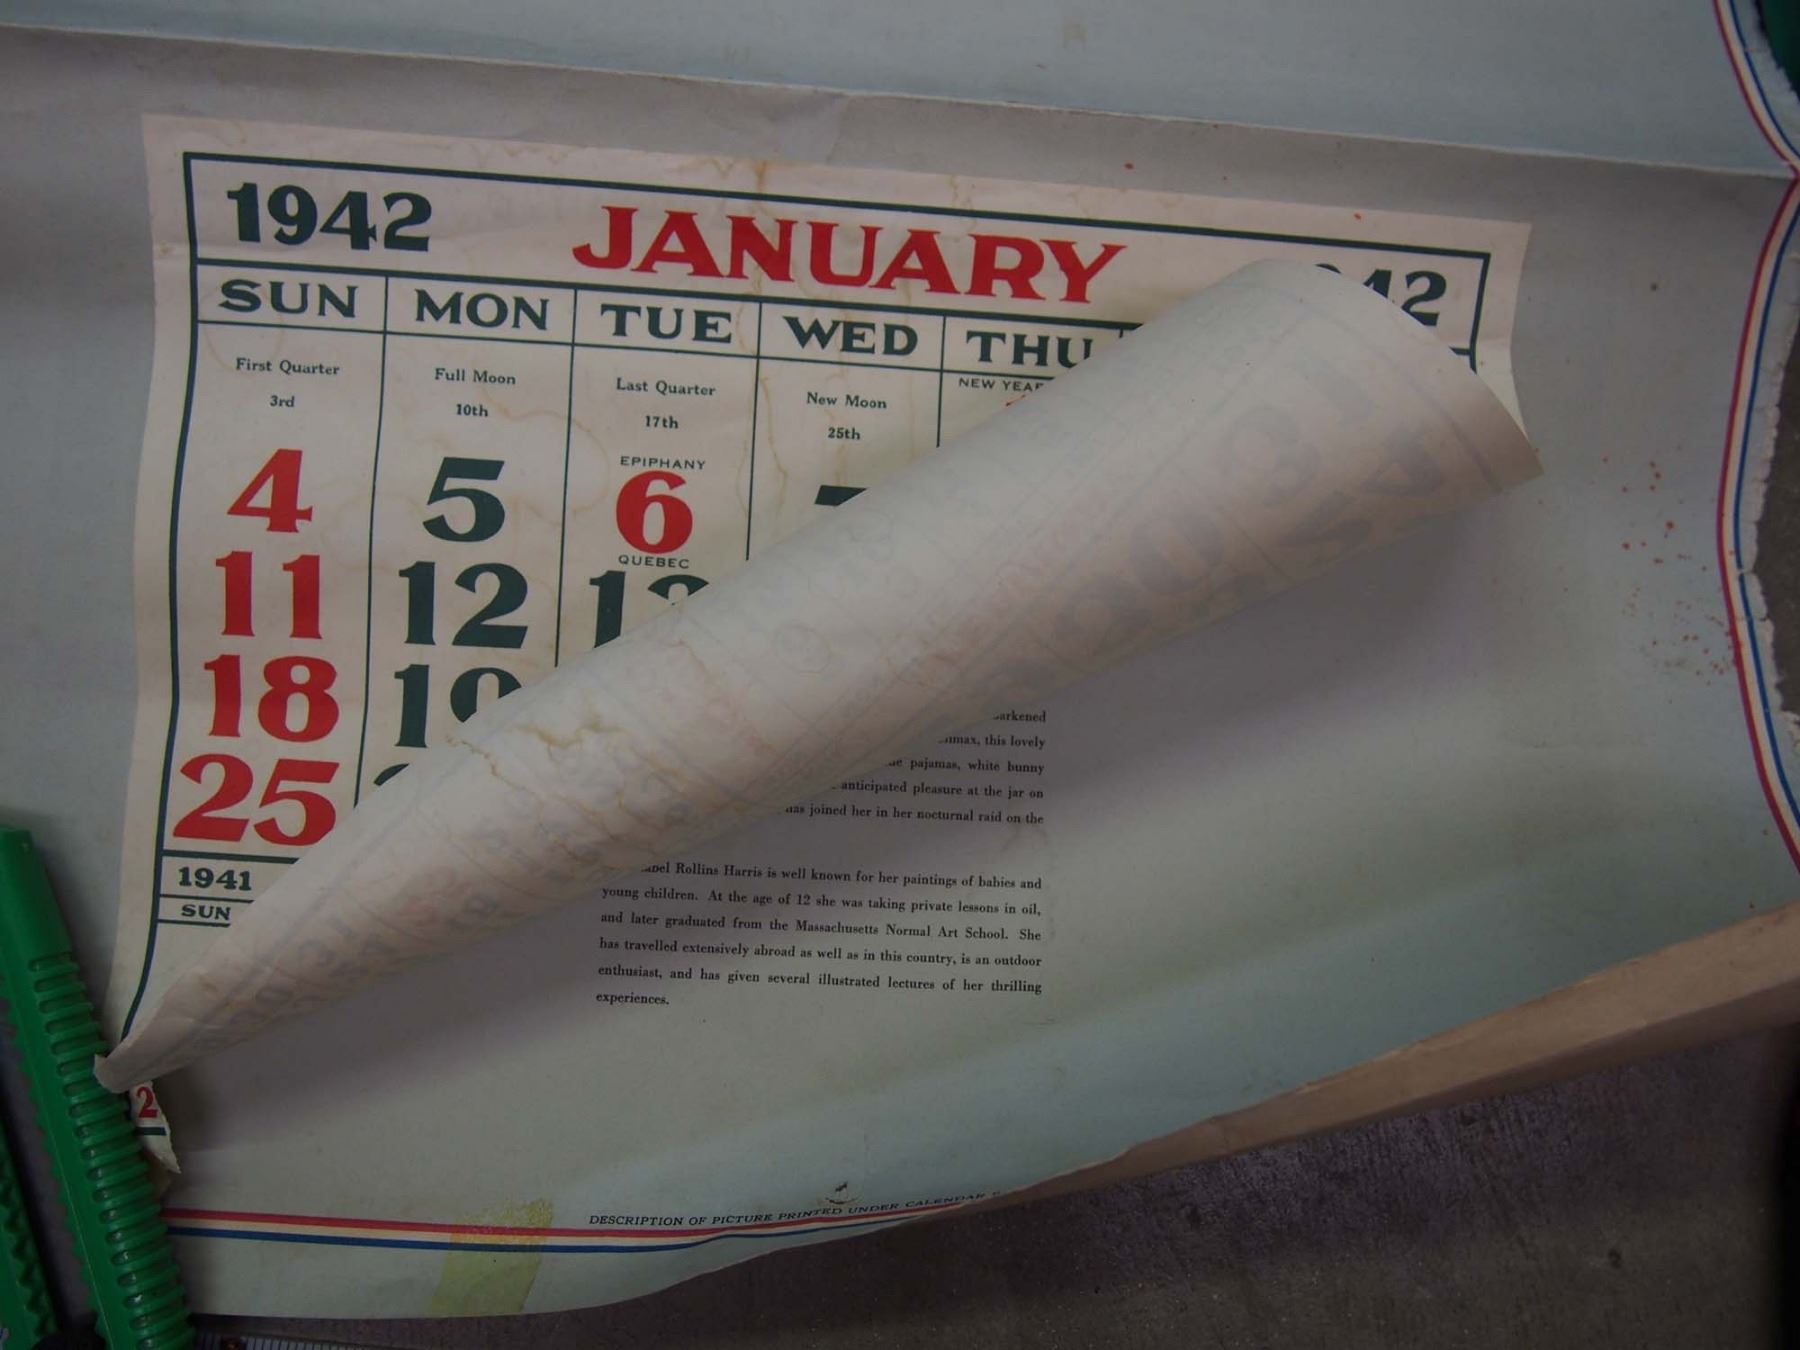 1942 JANUARY
SUN MON TUE WED THU
First Quarter Full Moon Last Quarter New Moon NEW YEAR
3rd 10th 17th 25th
EPIPHANY
4 5 6 7
QUEBEC
11 12
18
25
1941
SUN
2
this lovely
pajamas, white bunny
anticipated pleasure at the jar on
has joined her in her nocturnal raid on the
Rollins Harris is well known for her paintings of babies and
young children. At the age of 12 she was taking private lessons in oil,
and later graduated from the Massachusetts Normal Art School. She
has travelled extensively abroad as well as in this country, is an outdoor
enthusiast, and has given several illustrated lectures of her thrilling
experiences.
DESCRIPTION OF PICTURE PRINTED UNDER CALENDAR